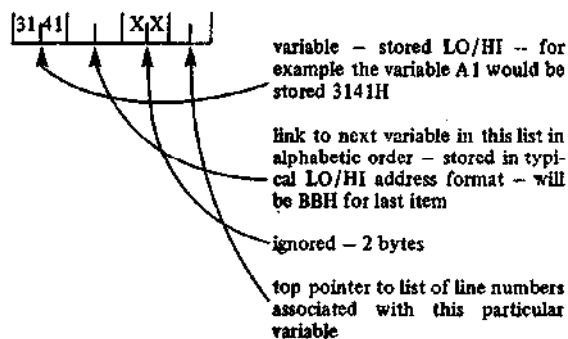 31 41 X X
variable – stored LO/HI – for
example the variable A1 would be
stored 3141H
link to next variable in this list in
alphabetic order – stored in typi-
cal LO/HI address format – will
be BBH for last item
ignored – 2 bytes
top pointer to list of line numbers
associated with this particular
variable